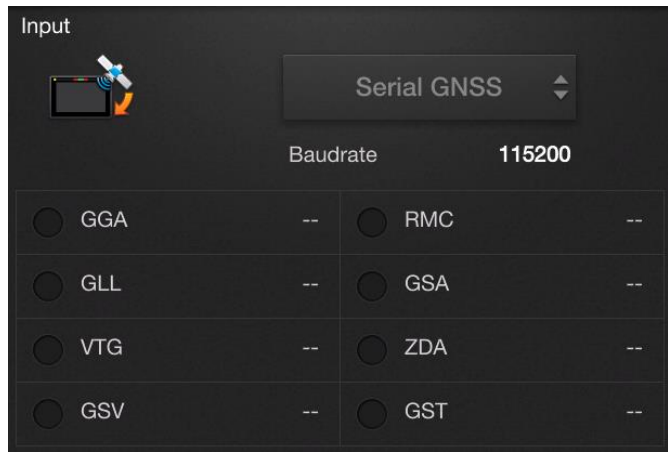 Input
Serial GNSS
Baudrate 115200
GGA -- RMC --
GLL -- GSA --
VTG -- ZDA --
GSV -- GST --